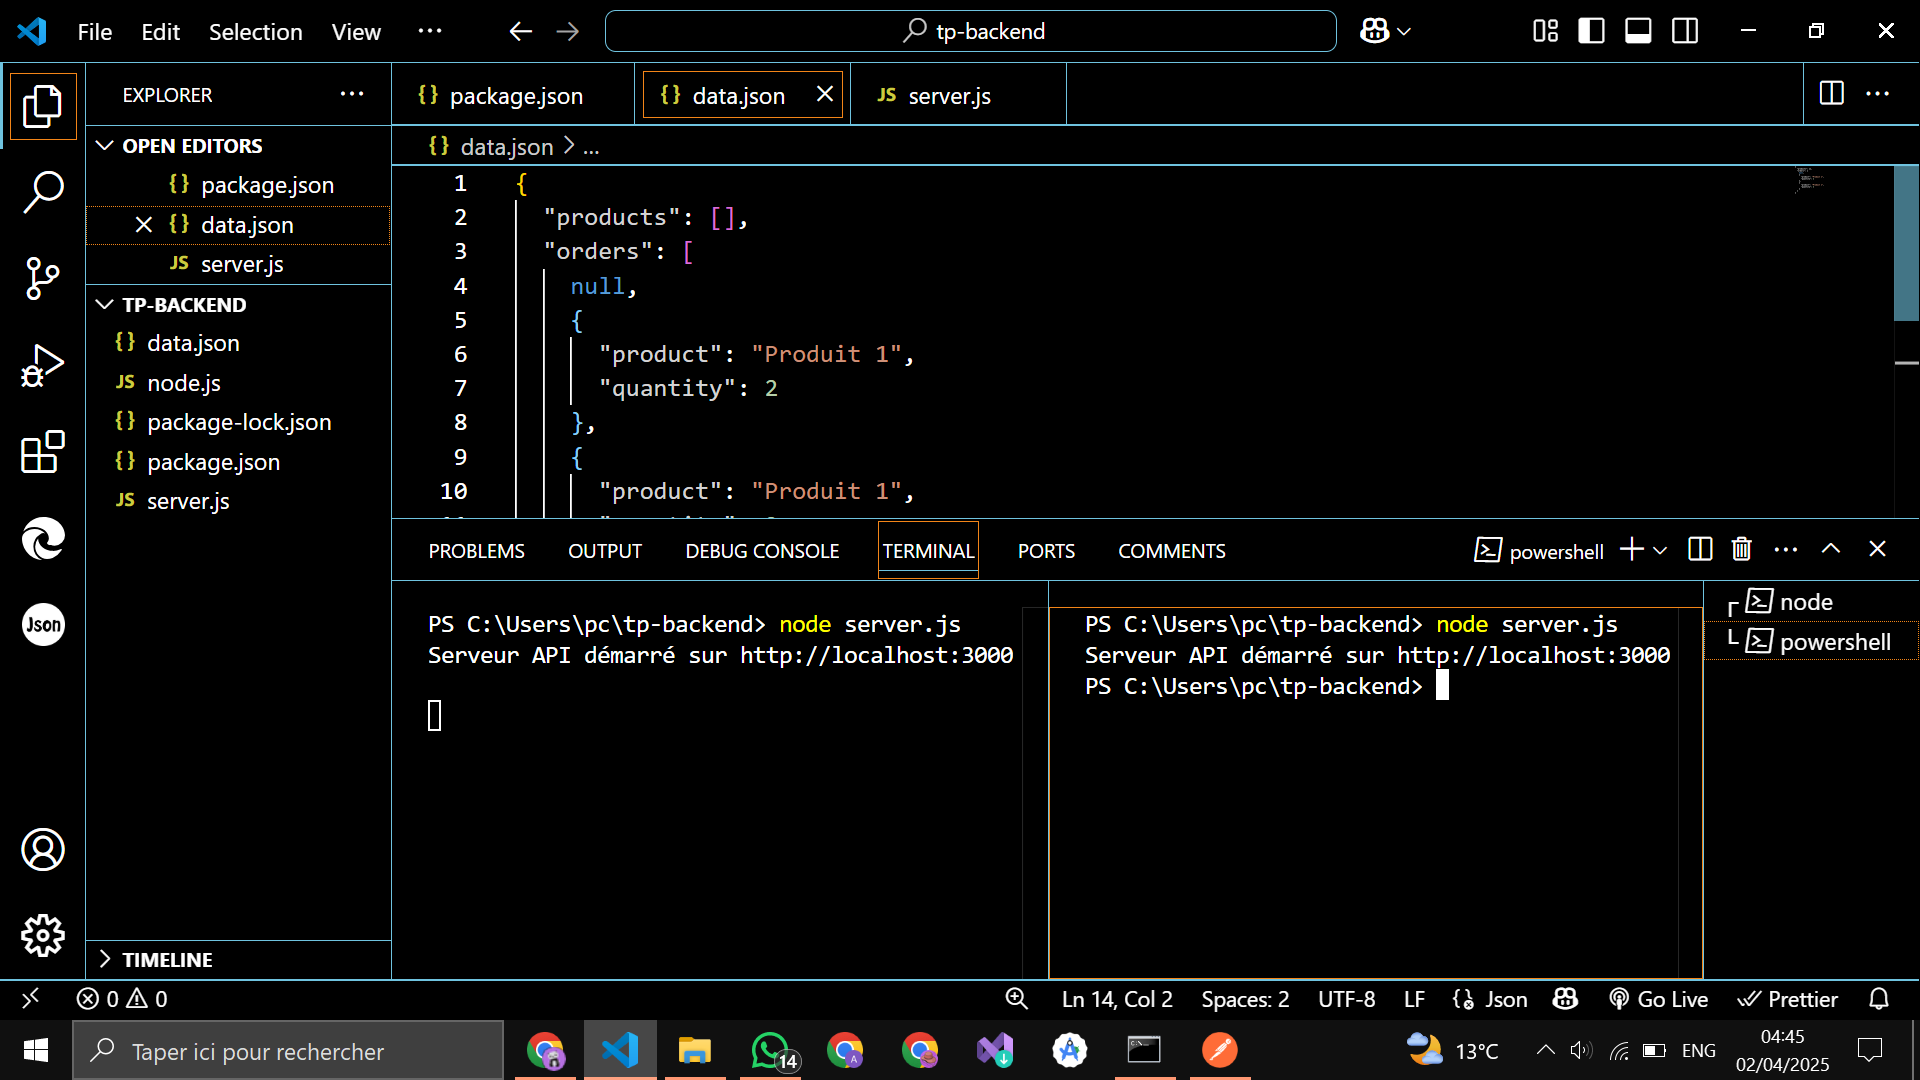 File Edit Selection View ··· tp-backend
EXPLORER ···
OPEN EDITORS
{} package.json
{} data.json
JS server.js
TP-BACKEND
{} data.json
JS node.js
{} package-lock.json
{} package.json
JS server.js
TIMELINE
{} package.json {} data.json JS server.js
{} data.json > ...
1 {
2 "products": [],
3 "orders": [
4 null,
5 {
6 "product": "Produit 1",
7 "quantity": 2
8 },
9 {
10 "product": "Produit 1",
PROBLEMS OUTPUT DEBUG CONSOLE TERMINAL PORTS COMMENTS powershell
PS C:\Users\pc\tp-backend> node server.js
Serveur API démarré sur http://localhost:3000
PS C:\Users\pc\tp-backend> node server.js
Serveur API démarré sur http://localhost:3000
PS C:\Users\pc\tp-backend>
node
powershell
Json
0 0 Ln 14, Col 2 Spaces: 2 UTF-8 LF Json Go Live Prettier
Taper ici pour rechercher 14 A 13°C ENG 04:45
02/04/2025